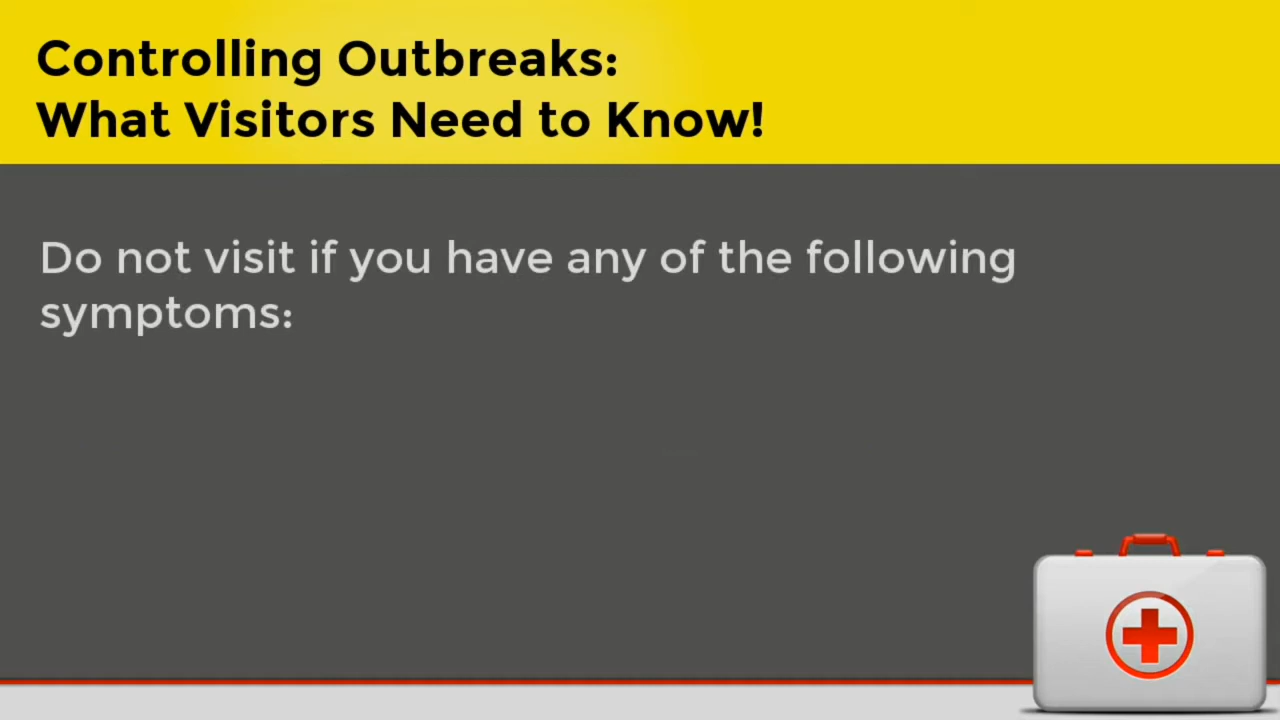 Controlling Outbreaks:
What Visitors Need to Know!
Do not visit if you have any of the following
symptoms: